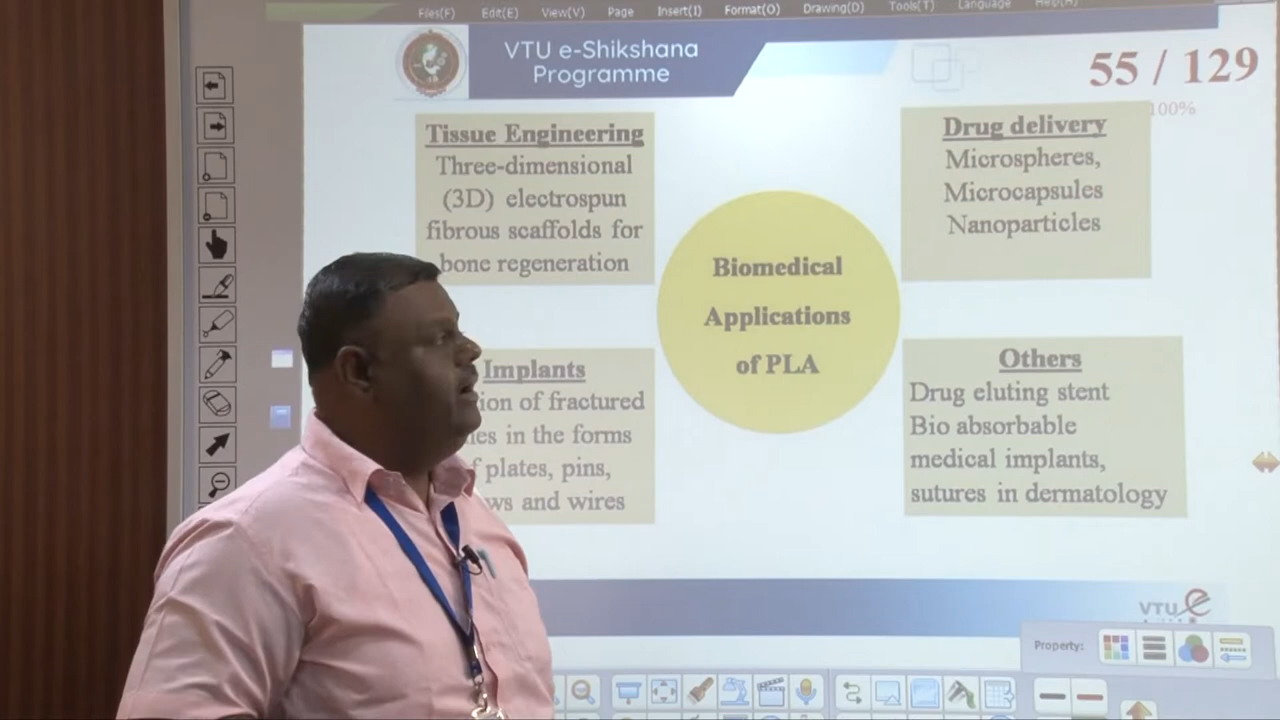 Files(F) Edit(E) View(V) Page Insert(I) Format(O) Drawing(D) Tools(T) Language Help(H)
VTU e-Shikshana
Programme
55 / 129
100%
Tissue Engineering
Three-dimensional
(3D) electrospun
fibrous scaffolds for
bone regeneration
Drug delivery
Microspheres,
Microcapsules
Nanoparticles
Biomedical
Applications
of PLA
Implants
of fractured
in the forms
plates, pins,
and wires
Others
Drug eluting stent
Bio absorbable
medical implants,
sutures in dermatology
VTU e
Property: